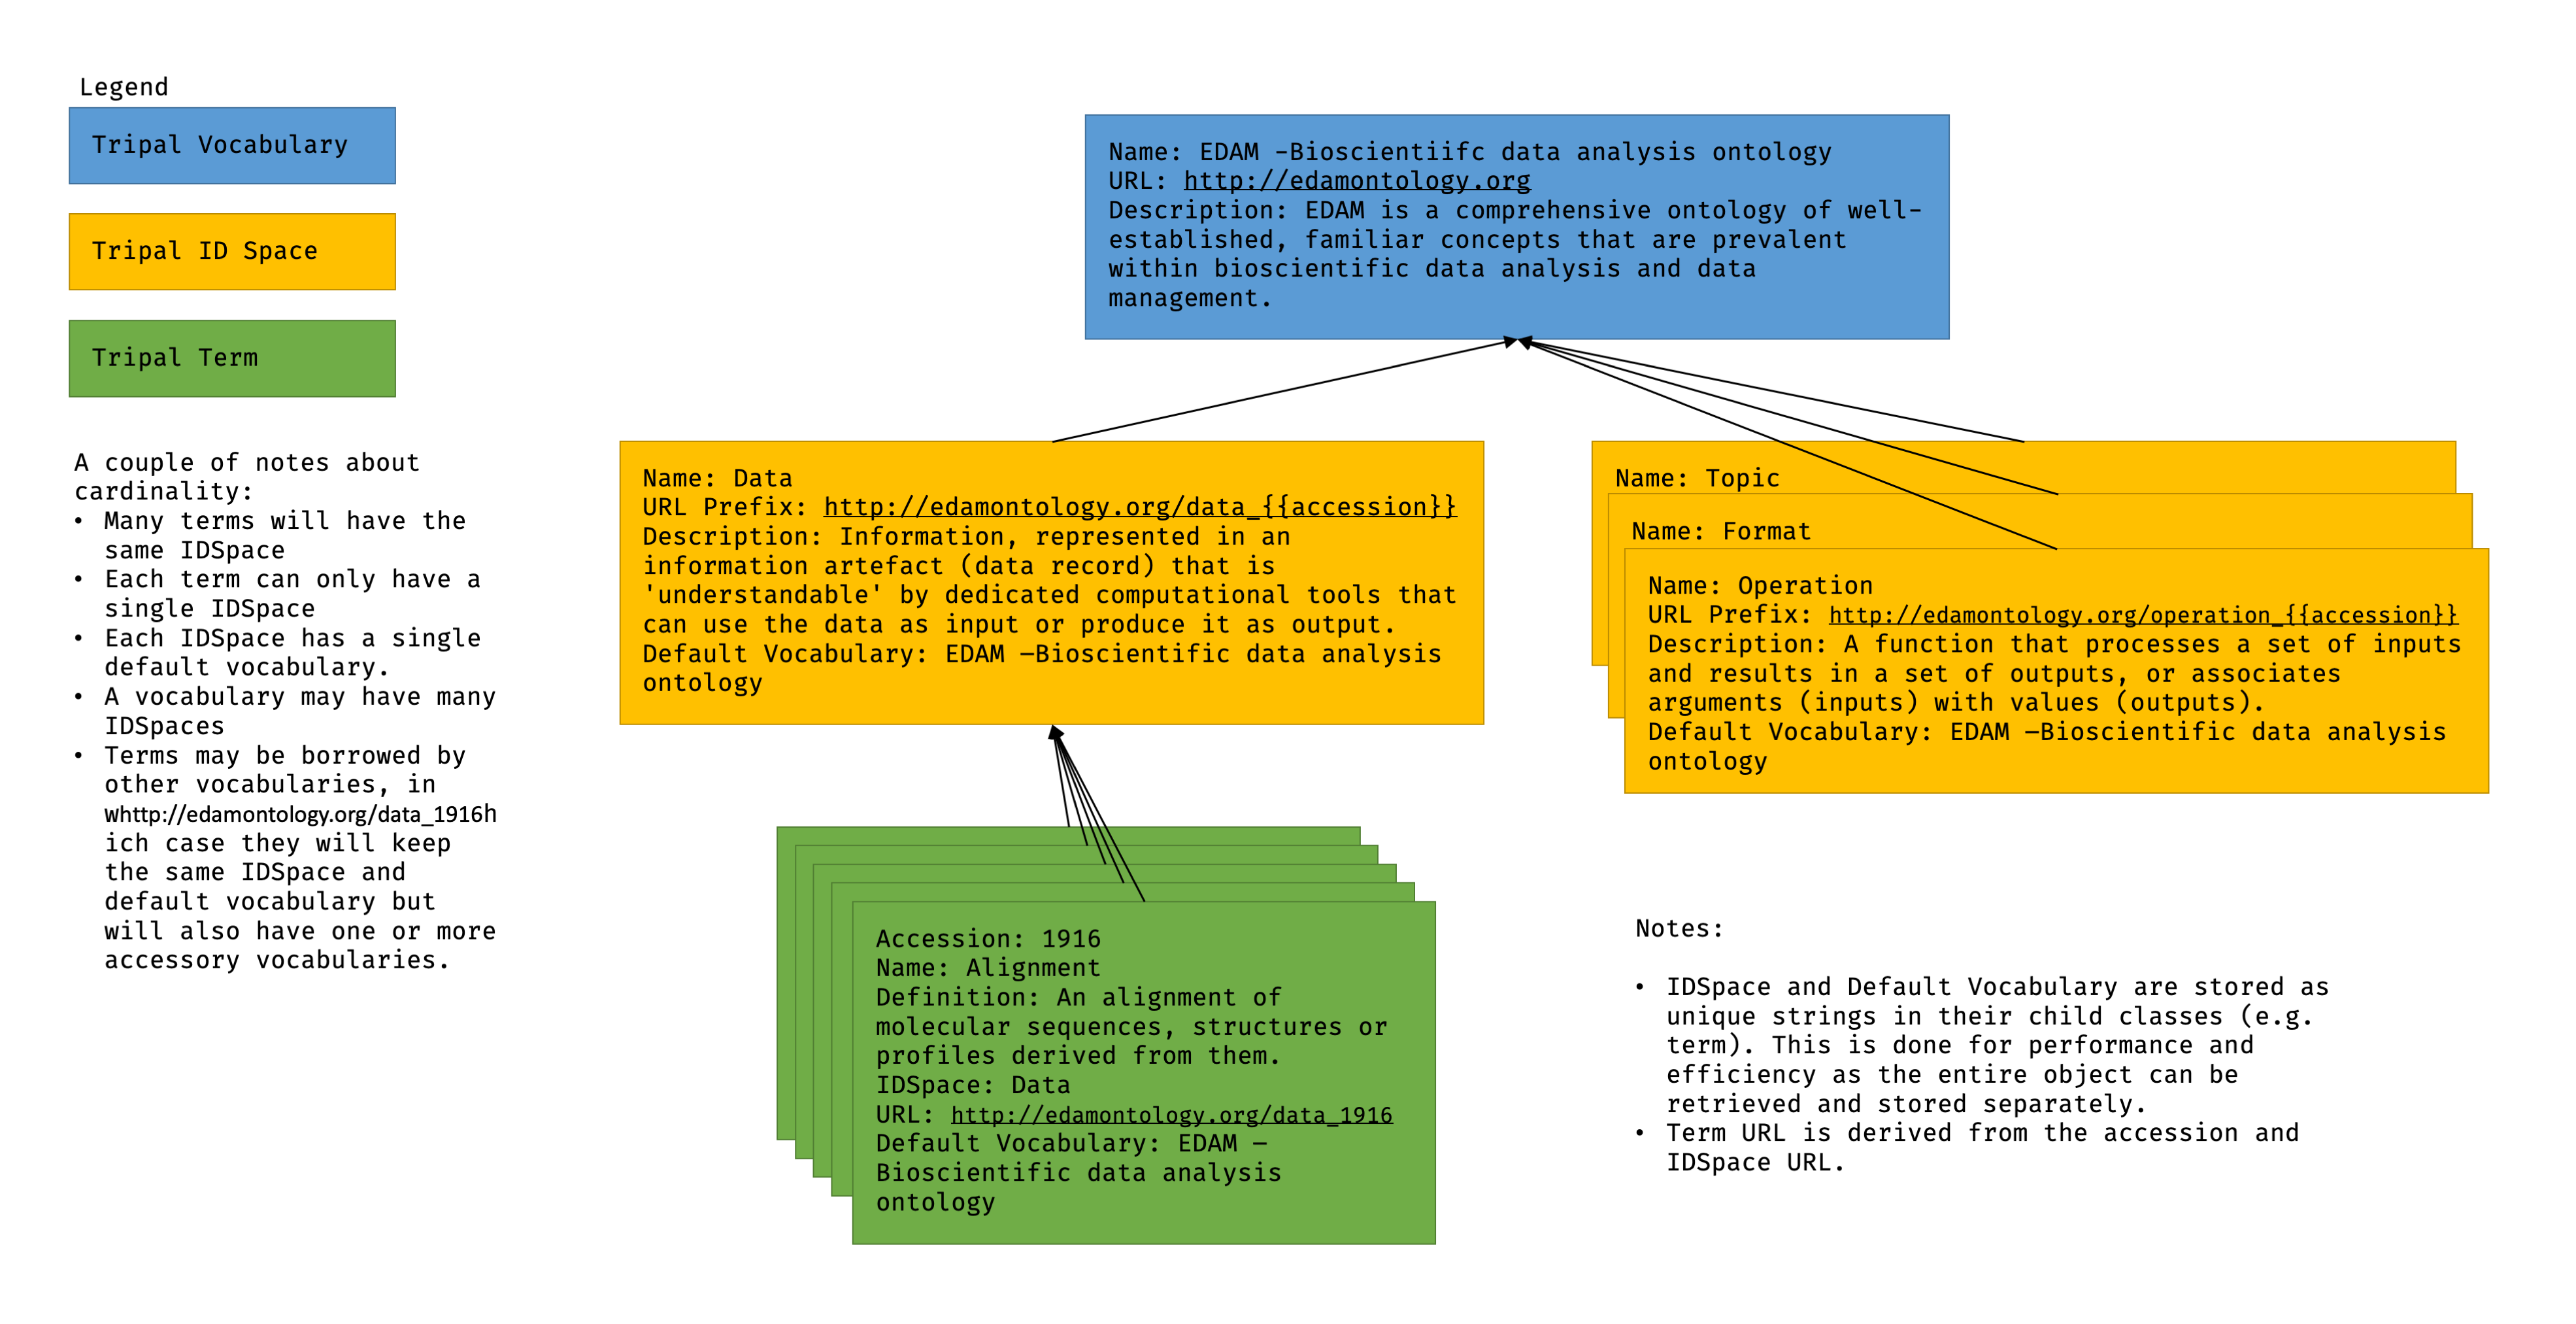 Legend
Tripal Vocabulary
Tripal ID Space
Tripal Term
A couple of notes about
cardinality:
• Many terms will have the
same IDSpace
• Each term can only have a
single IDSpace
• Each IDSpace has a single
default vocabulary.
• A vocabulary may have many
IDSpaces
• Terms may be borrowed by
other vocabularies, in
whttp://edamontology.org/data_1916h
ich case they will keep
the same IDSpace and
default vocabulary but
will also have one or more
accessory vocabularies.
Name: EDAM –Bioscientiifc data analysis ontology
URL: http://edamontology.org
Description: EDAM is a comprehensive ontology of well-
established, familiar concepts that are prevalent
within bioscientific data analysis and data
management.
Name: Data
URL Prefix: http://edamontology.org/data_{{accession}}
Description: Information, represented in an
information artefact (data record) that is
'understandable' by dedicated computational tools that
can use the data as input or produce it as output.
Default Vocabulary: EDAM –Bioscientific data analysis
ontology
Name: Topic
Name: Format
Name: Operation
URL Prefix: http://edamontology.org/operation_{{accession}}
Description: A function that processes a set of inputs
and results in a set of outputs, or associates
arguments (inputs) with values (outputs).
Default Vocabulary: EDAM –Bioscientific data analysis
ontology
Accession: 1916
Name: Alignment
Definition: An alignment of
molecular sequences, structures or
profiles derived from them.
IDSpace: Data
URL: http://edamontology.org/data_1916
Default Vocabulary: EDAM –
Bioscientific data analysis
ontology
Notes:
• IDSpace and Default Vocabulary are stored as
unique strings in their child classes (e.g.
term). This is done for performance and
efficiency as the entire object can be
retrieved and stored separately.
• Term URL is derived from the accession and
IDSpace URL.